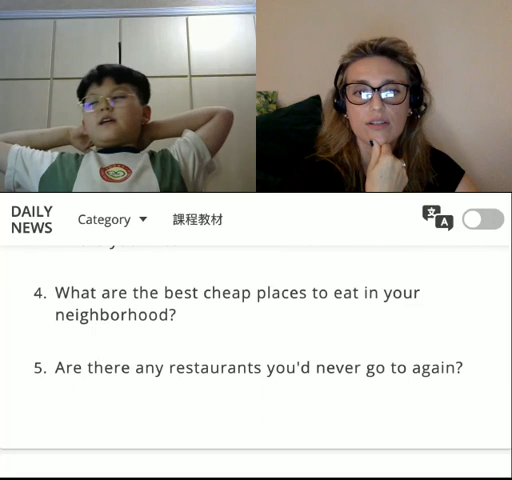 DAILY
NEWS
Category
課程教材
4. What are the best cheap places to eat in your
neighborhood?
5. Are there any restaurants you'd never go to again?